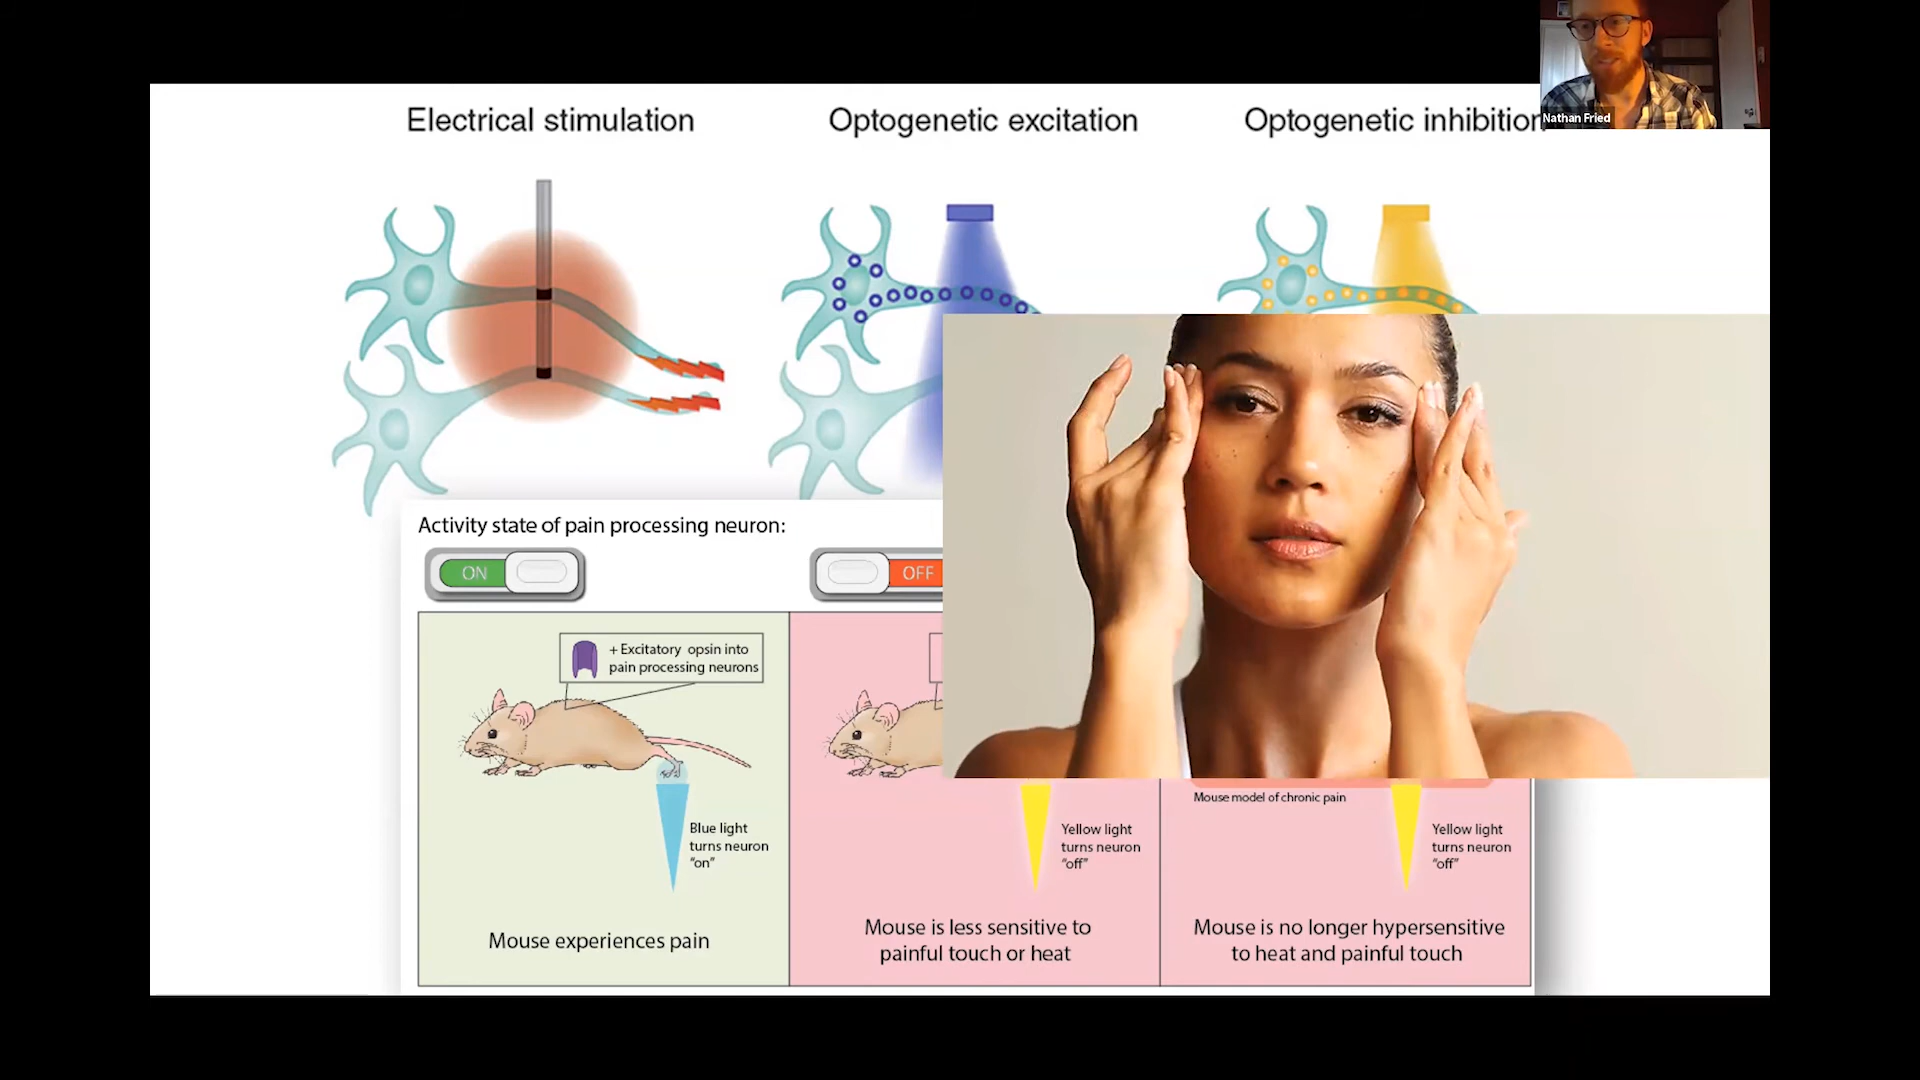 Electrical stimulation
Optogenetic excitation
Optogenetic inhibition
Nathan Fried
Activity state of pain processing neuron:
ON
OFF
+ Excitatory opsin into
pain processing neurons
Blue light
turns neuron
“on”
Mouse experiences pain
Yellow light
turns neuron
“off”
Mouse is less sensitive to
painful touch or heat
Mouse model of chronic pain
Yellow light
turns neuron
“off”
Mouse is no longer hypersensitive
to heat and painful touch